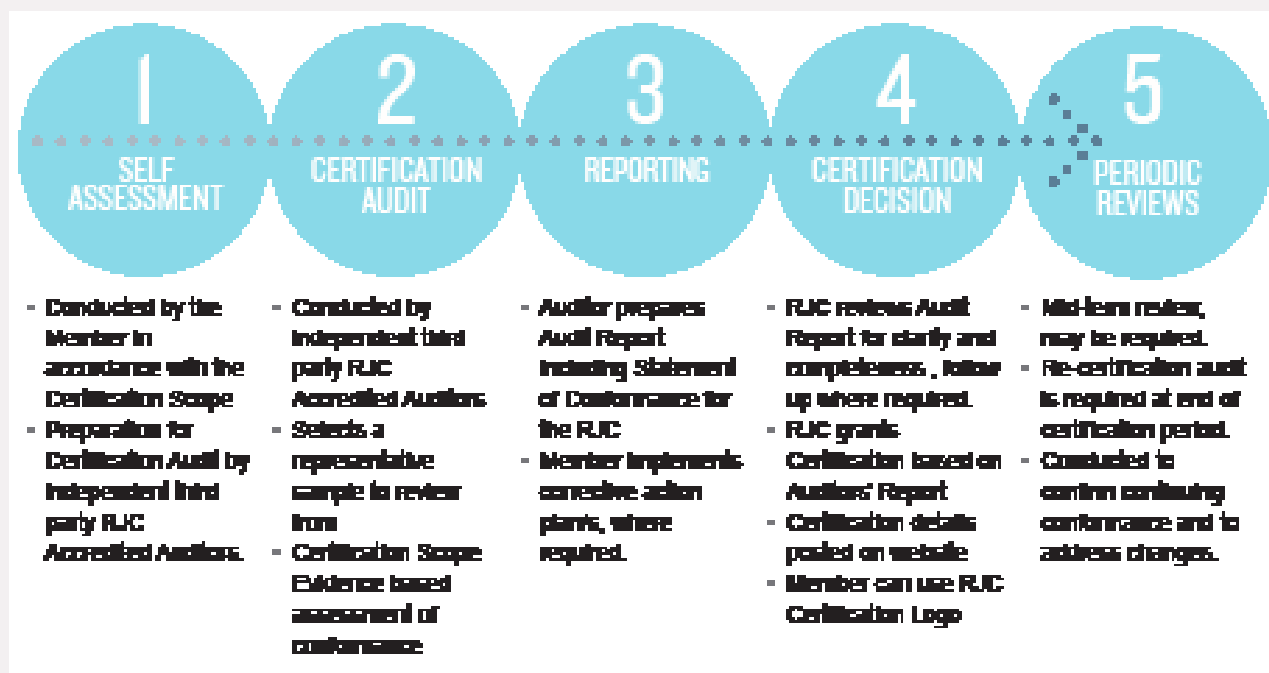 1
SELF
ASSESSMENT
- Conducted by the
Member in
accordance with the
Certification Scope
- Preparation for
Certification Audit by
independent third
party RJC
Accredited Auditors.
2
CERTIFICATION
AUDIT
- Conducted by
independent third
party RJC
Accredited Auditors
- Selects a
representative
sample to review
from
- Certification Scope
Evidence based
assessment of
conformance
3
REPORTING
- Auditor prepares
Audit Report
including Statement
of Conformance for
the RJC
- Member implements
corrective action
plants, where
required.
4
CERTIFICATION
DECISION
- RJC reviews Audit
Report for clarity and
completeness , follow
up where required.
- RJC grants
Certification based on
Auditors' Report
- Certification details
posted on website
- Member can use RJC
Certification Logo
5
PERIODIC
REVIEWS
- Mid-term review,
may be required.
- Re-certification audit
is required at end of
certification period.
- Conducted to
confirm continuing
conformance and to
address changes.